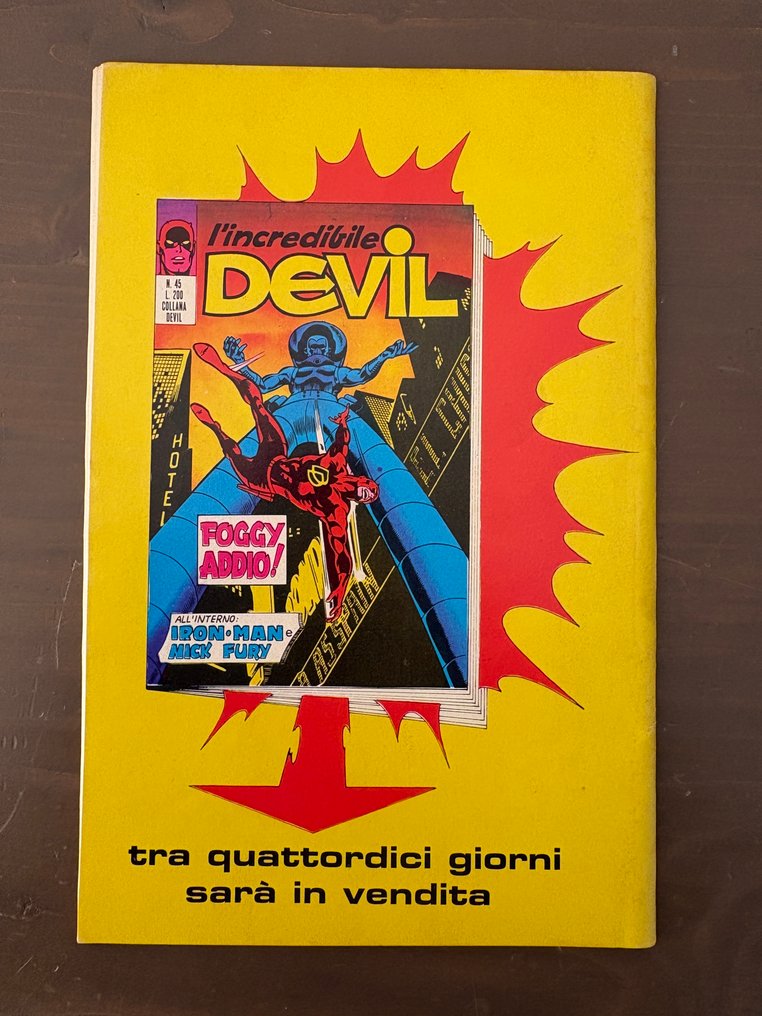 l'incredibile
DEVIL
N. 45
L. 200
COLLANA
DEVIL
HOTEL
FOGGY
ADDIO!
ALL'INTERNO:
IRON-MAN e
NICK FURY
tra quattordici giorni
sarà in vendita